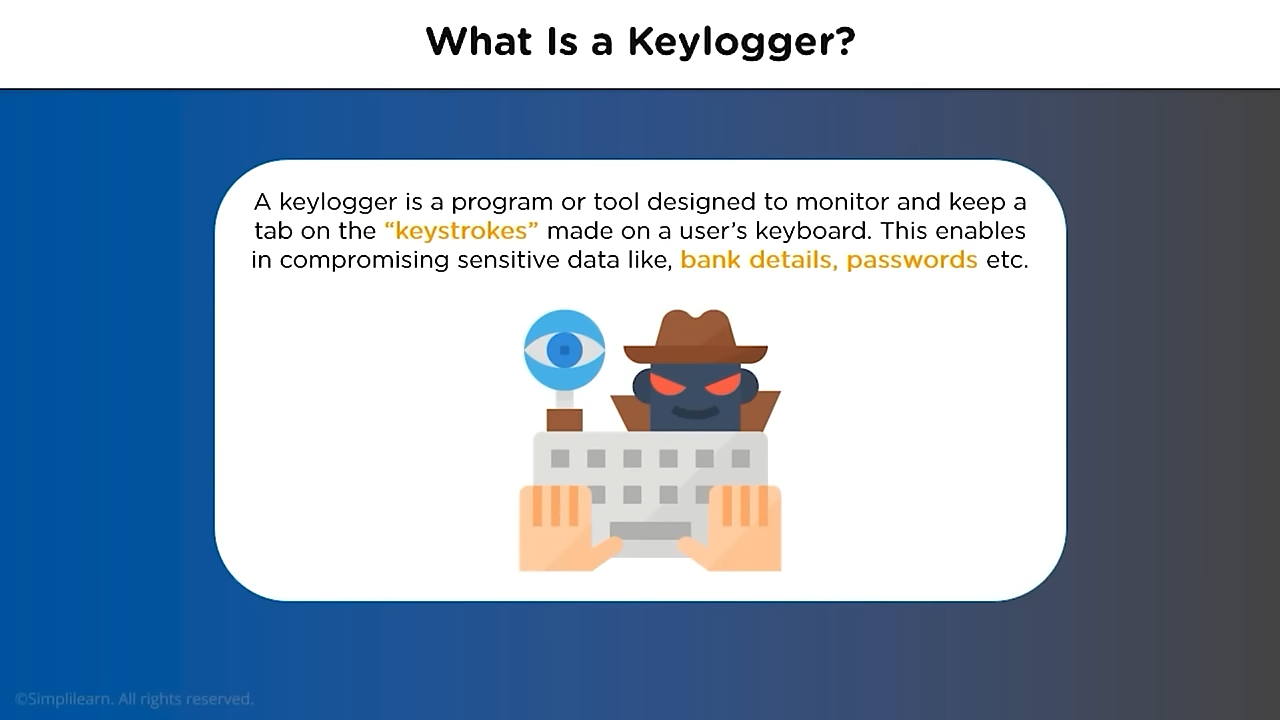 What Is a Keylogger?
A keylogger is a program or tool designed to monitor and keep a
tab on the “keystrokes” made on a user’s keyboard. This enables
in compromising sensitive data like, bank details, passwords etc.
©Simplilearn. All rights reserved.